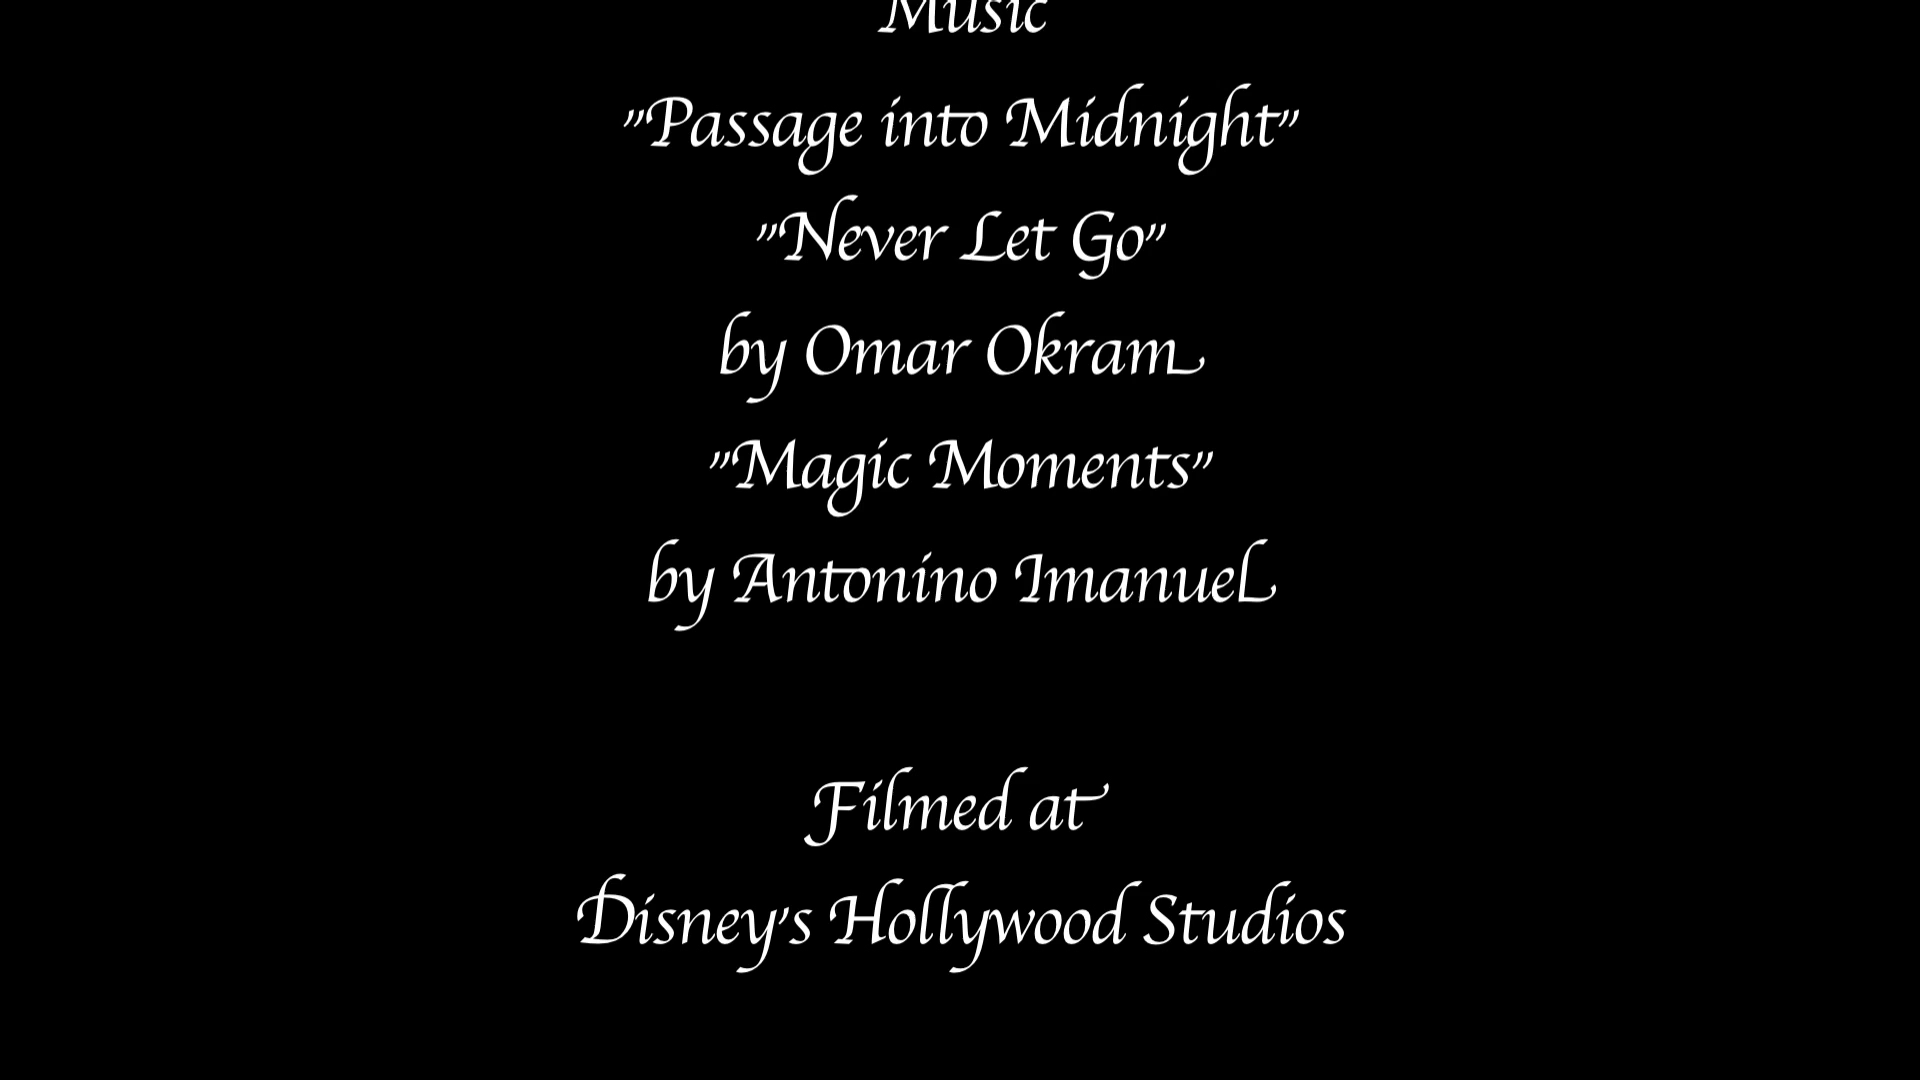 Music
"Passage into Midnight"
"Never Let Go"
by Omar Okram
"Magic Moments"
by Antonino Imanuel
Filmed at
Disney's Hollywood Studios